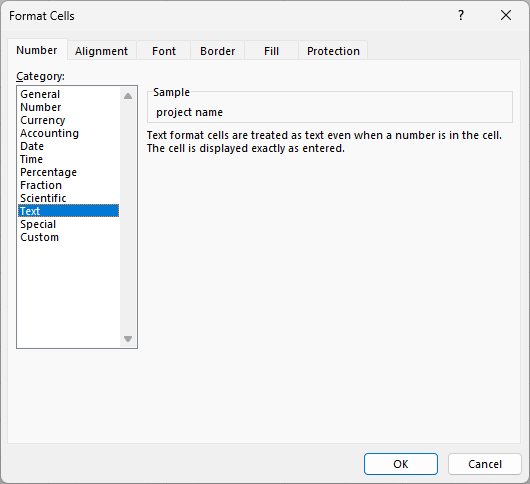 Format Cells
?
Number Alignment Font Border Fill Protection
Category:
General
Number
Currency
Accounting
Date
Time
Percentage
Fraction
Scientific
Text
Special
Custom
Sample
project name
Text format cells are treated as text even when a number is in the cell.
The cell is displayed exactly as entered.
OK Cancel